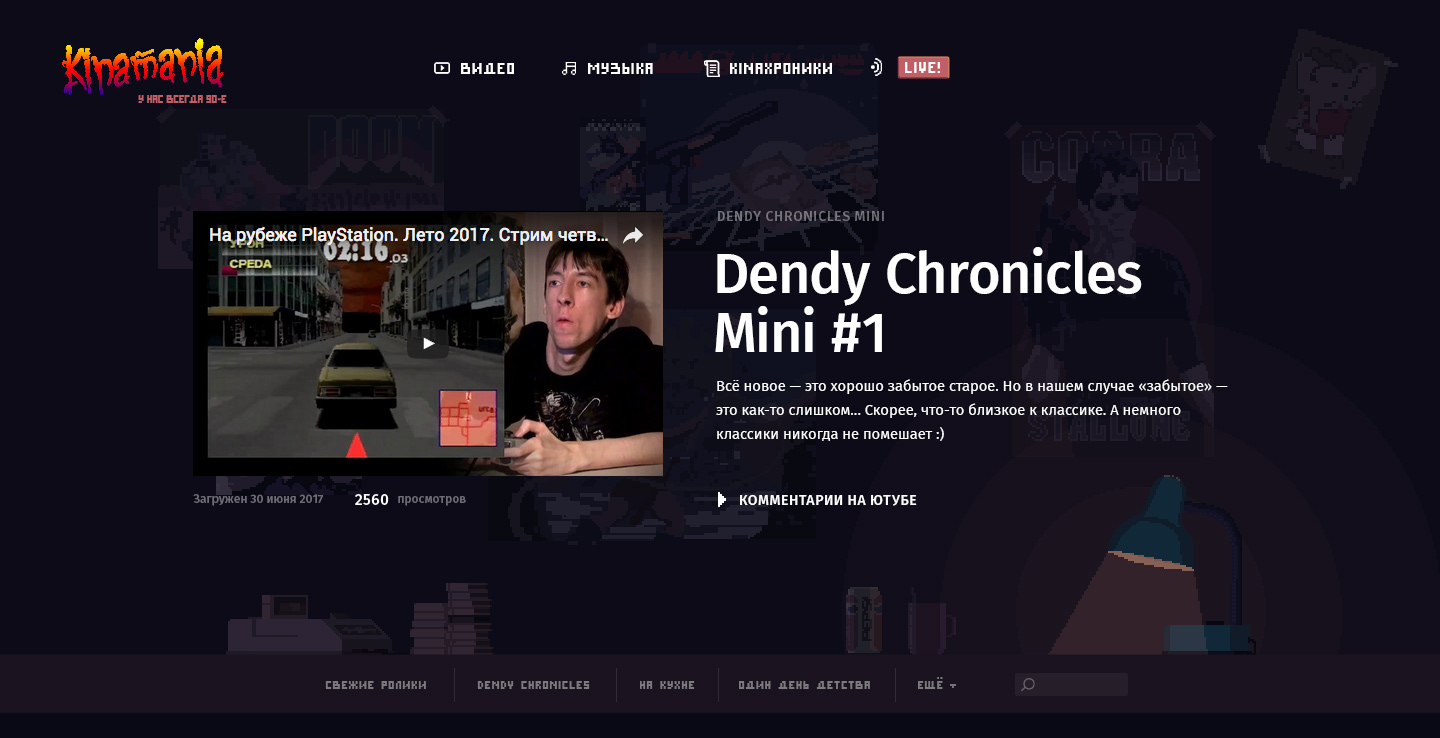 Kinamania
У НАС ВСЕГДА 90-Е
ВИДЕО
МУЗЫКА
KINAХРОНИКИ
LIVE!
DOOM
COBRA
На рубеже PlayStation. Лето 2017. Стрим четв...
УРОН
СРЕDА
02:16.03
N
DENDY CHRONICLES MINI
Dendy Chronicles
Mini #1
Всё новое — это хорошо забытое старое. Но в нашем случае «забытое» —
это как-то слишком... Скорее, что-то близкое к классике. А немного
классики никогда не помешает :)
STALLONE
Загружен 30 июня 2017
2560 просмотров
КОММЕНТАРИИ НА ЮТУБЕ
СВЕЖИЕ РОЛИКИ
DENDY CHRONICLES
НА КУХНЕ
ОДИН ДЕНЬ ДЕТСТВА
ЕЩЁ